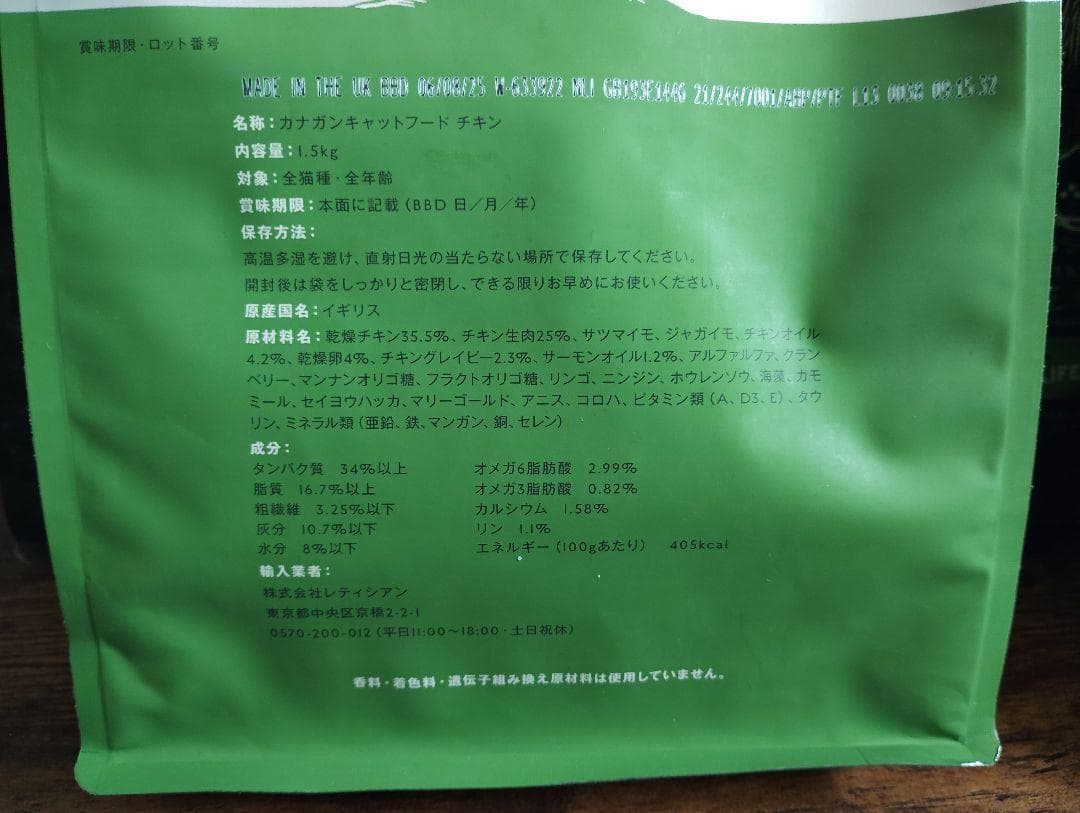 賞味期限・ロット番号
MADE IN THE UK BBD 06/08/25 W-633922 NLI GB193E1446 21/244/7001/AHP/PTF L15 0038 09:15:32
名称：カナガンキャットフード チキン
内容量：1.5kg
対象：全猫種・全年齢
賞味期限：本面に記載（BBD 日／月／年）
保存方法：
高温多湿を避け、直射日光の当たらない場所で保存してください。
開封後は袋をしっかりと密閉し、できる限りお早めにお使いください。
原産国名：イギリス
原材料名：乾燥チキン35.5%、チキン生肉25%、サツマイモ、ジャガイモ、チキンオイル
4.2%、乾燥卵4%、チキングレイビー2.3%、サーモンオイル1.2%、アルファルファ、クラン
ベリー、マンナンオリゴ糖、フラクトオリゴ糖、リンゴ、ニンジン、ホウレンソウ、海藻、カモ
ミール、セイヨウハッカ、マリーゴールド、アニス、コロハ、ビタミン類（A、D3、E）、タウ
リン、ミネラル類（亜鉛、鉄、マンガン、銅、セレン）
成分：
タンパク質 34%以上 オメガ6脂肪酸 2.99%
脂質 16.7%以上 オメガ3脂肪酸 0.82%
粗繊維 3.25%以下 カルシウム 1.58%
灰分 10.7%以下 リン 1.1%
水分 8%以下 エネルギー（100gあたり） 405kcal
輸入業者：
株式会社レティシアン
東京都中央区京橋2-2-1
0570-200-012（平日11:00〜18:00・土日祝休）
香料・着色料・遺伝子組み換え原材料は使用していません。